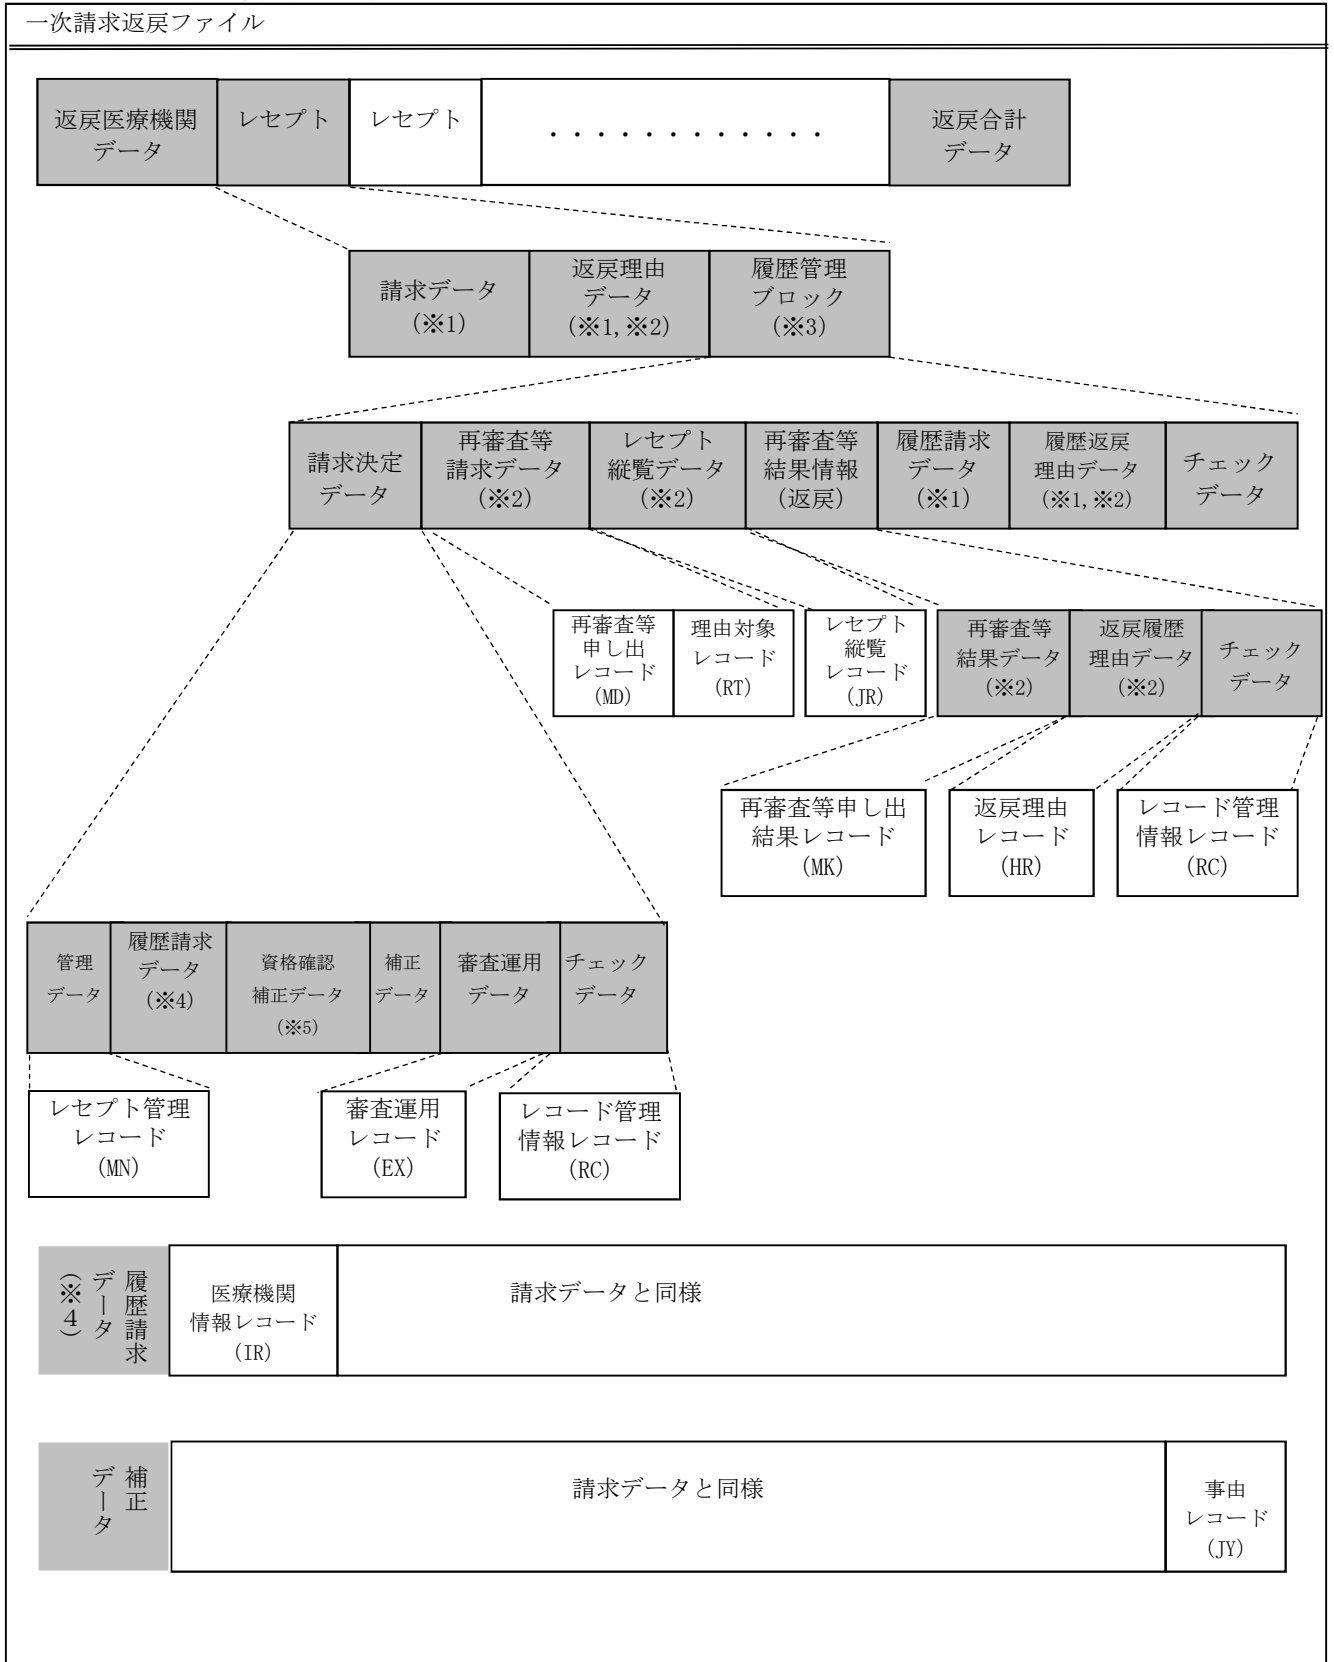 一次請求返戻ファイル
返戻医療機関
データ
レセプト
レセプト
・・・・・・・・・・・・
返戻合計
データ
請求データ
(※1)
返戻理由
データ
(※1,※2)
履歴管理
ブロック
(※3)
請求決定
データ
再審査等
請求データ
(※2)
レセプト
縦覧データ
(※2)
再審査等
結果情報
(返戻)
履歴請求
データ
(※1)
履歴返戻
理由データ
(※1,※2)
チェック
データ
再審査等
申し出
レコード
(MD)
理由対象
レコード
(RT)
レセプト
縦覧
レコード
(JR)
再審査等
結果データ
(※2)
返戻履歴
理由データ
(※2)
チェック
データ
再審査等申し出
結果レコード
(MK)
返戻理由
レコード
(HR)
レコード管理
情報レコード
(RC)
管理
データ
履歴請求
データ
(※4)
資格確認
補正データ
(※5)
補正
データ
審査運用
データ
チェック
データ
レセプト管理
レコード
(MN)
審査運用
レコード
(EX)
レコード管理
情報レコード
(RC)
履歴請求
データ
(※4)
医療機関
情報レコード
(IR)
請求データと同様
補正
データ
請求データと同様
事由
レコード
(JY)